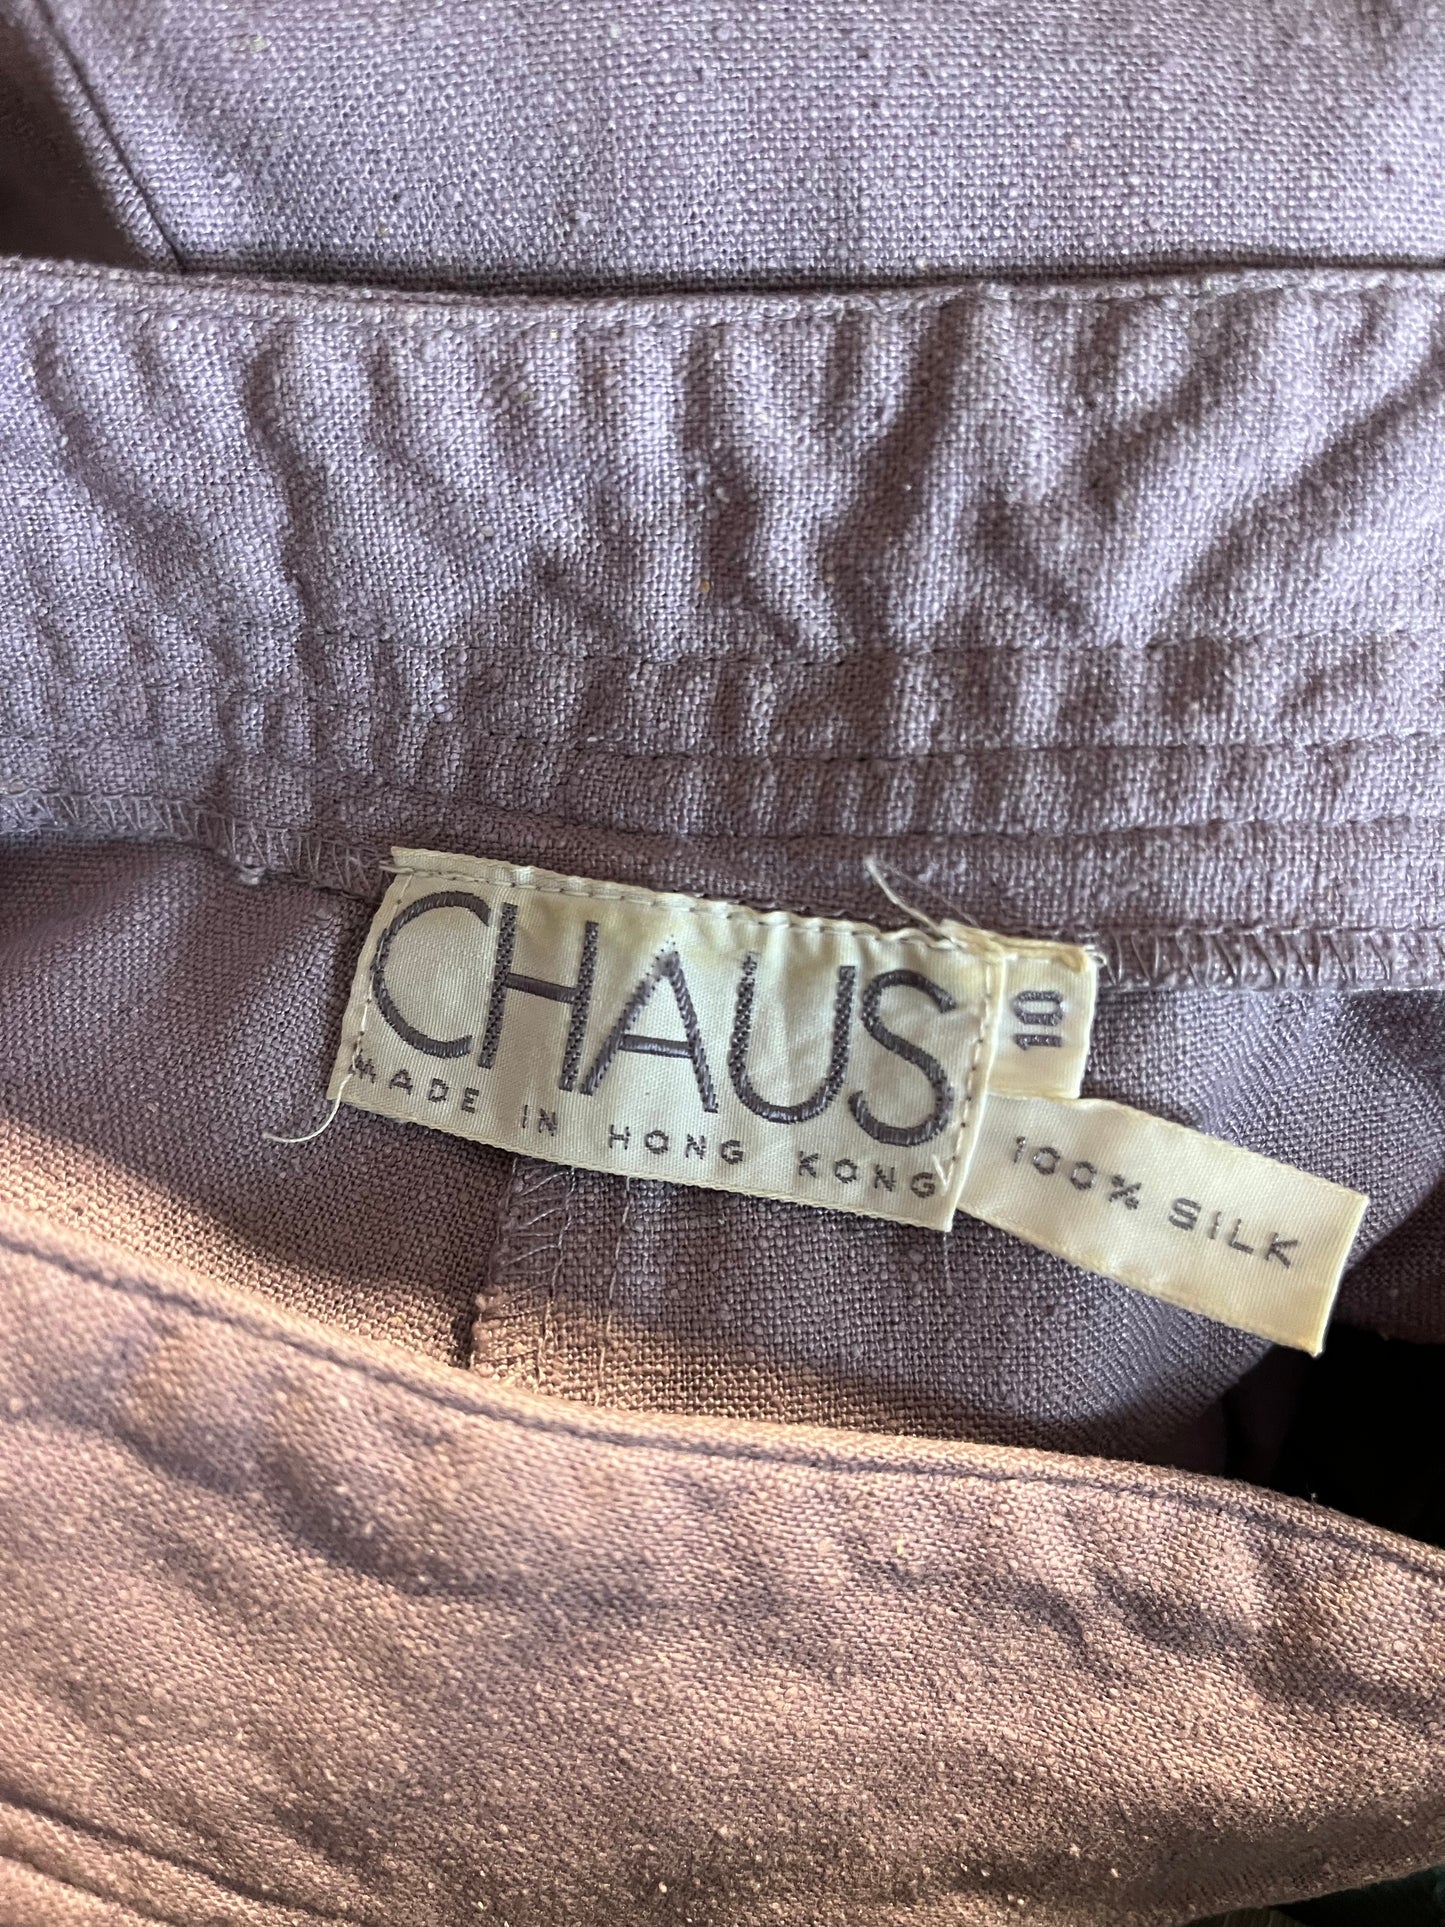 CHAUS
MADE IN HONG KONG
10
100% SILK